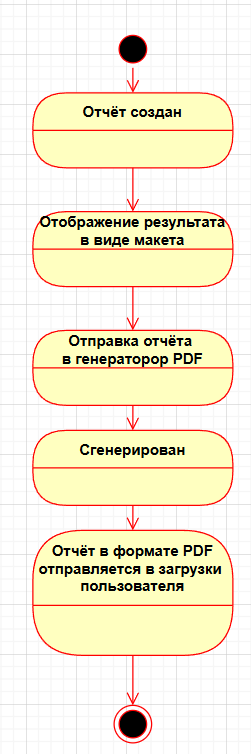 Отчёт создан
Отображение результата
в виде макета
Отправка отчёта
в генераторор PDF
Сгенерирован
Отчёт в формате PDF
отправляется в загрузки
пользователя